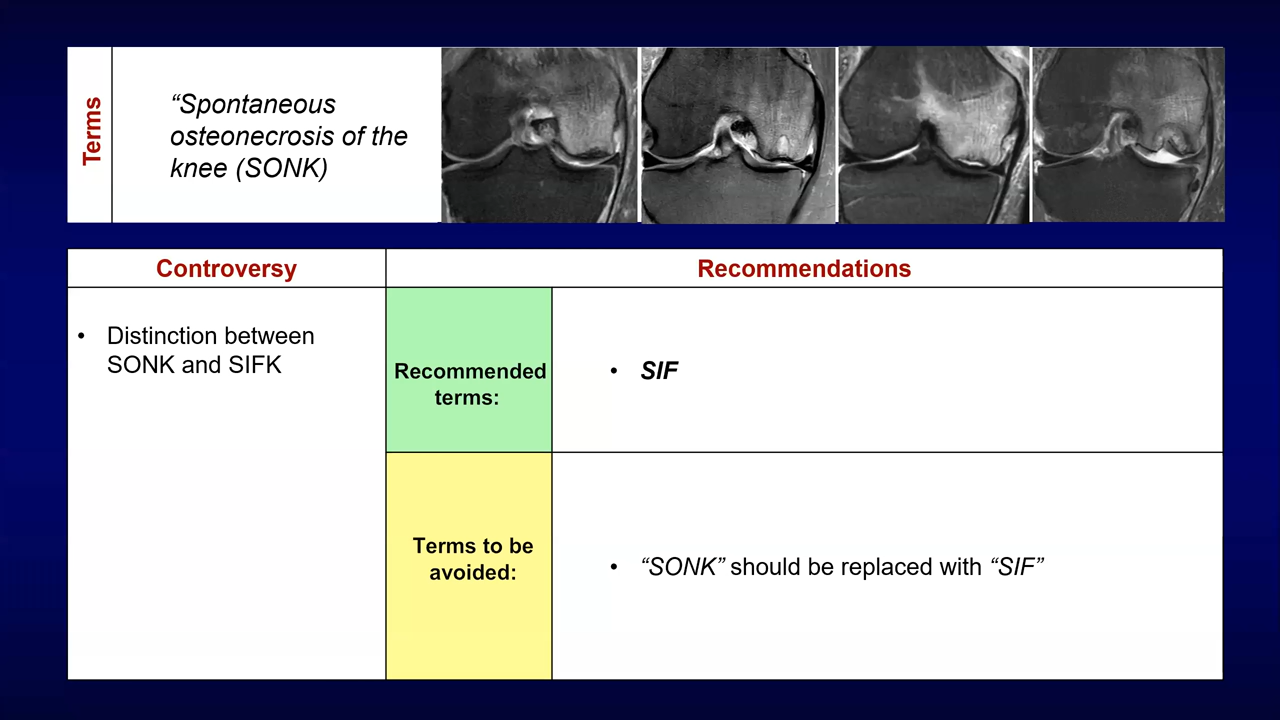 Terms
“Spontaneous
osteonecrosis of the
knee (SONK)
Controversy
Recommendations
• Distinction between
SONK and SIFK
Recommended
terms:
• SIF
Terms to be
avoided:
• “SONK” should be replaced with “SIF”